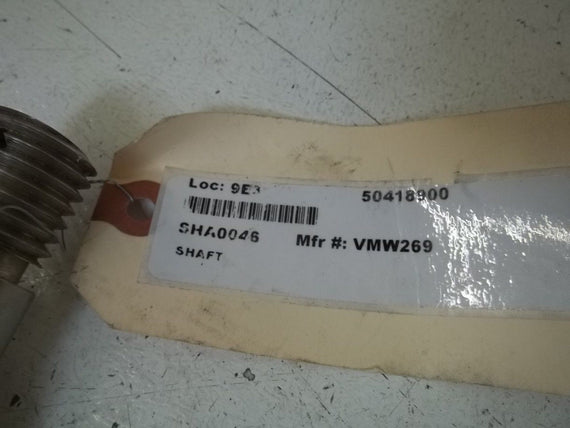 Loc: 9E3 50418900
SHA0046 Mfr #: VMW269
SHAFT